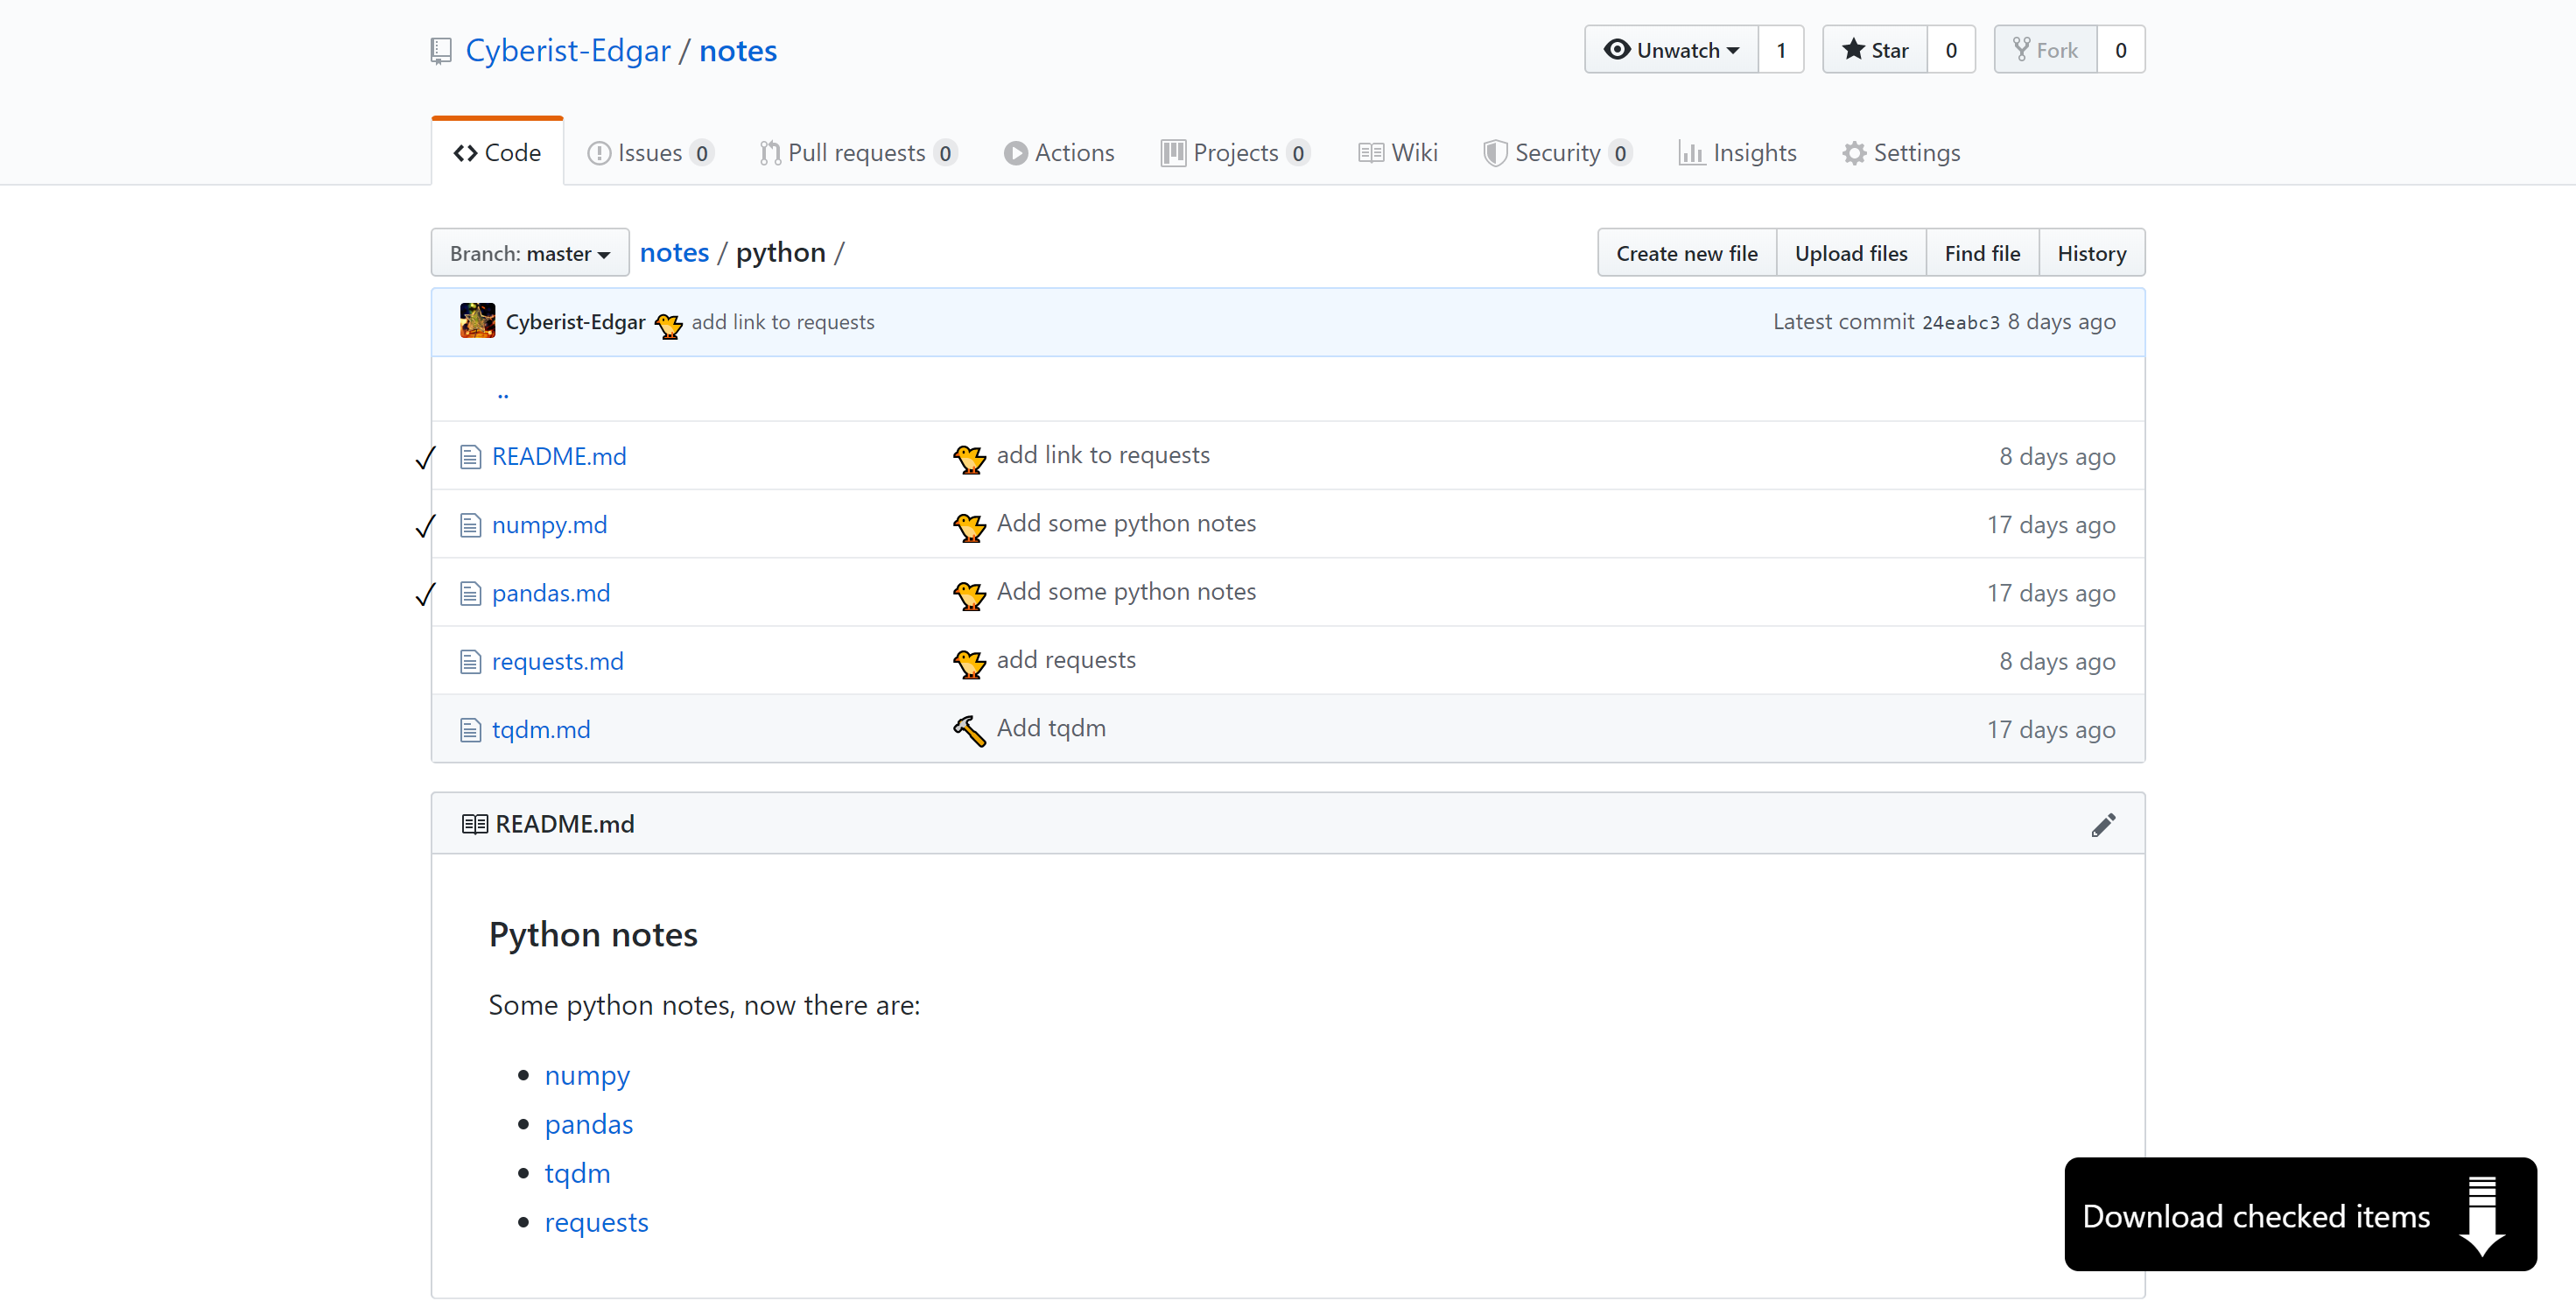 Cyberist-Edgar / notes
Unwatch 1 Star 0 Fork 0
Code Issues 0 Pull requests 0 Actions Projects 0 Wiki Security 0 Insights Settings
Branch: master notes / python / Create new file Upload files Find file History
Cyberist-Edgar add link to requests Latest commit 24eabc3 8 days ago
..
✓ README.md add link to requests 8 days ago
✓ numpy.md Add some python notes 17 days ago
✓ pandas.md Add some python notes 17 days ago
requests.md add requests 8 days ago
tqdm.md Add tqdm 17 days ago
README.md
Python notes
Some python notes, now there are:
• numpy
• pandas
• tqdm
• requests
Download checked items